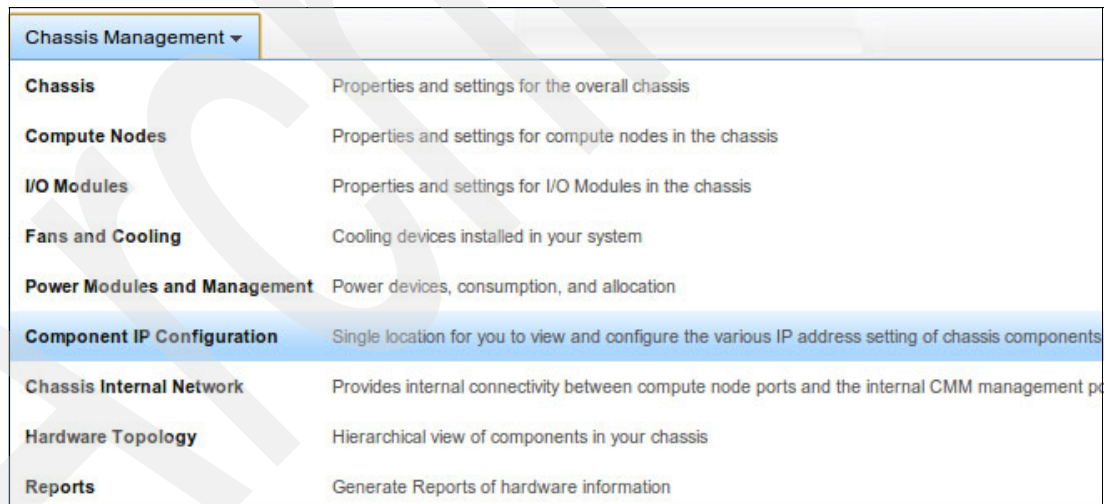 Chassis Management
Chassis Properties and settings for the overall chassis
Compute Nodes Properties and settings for compute nodes in the chassis
I/O Modules Properties and settings for I/O Modules in the chassis
Fans and Cooling Cooling devices installed in your system
Power Modules and Management Power devices, consumption, and allocation
Component IP Configuration Single location for you to view and configure the various IP address setting of chassis components
Chassis Internal Network Provides internal connectivity between compute node ports and the internal CMM management
Hardware Topology Hierarchical view of components in your chassis
Reports Generate Reports of hardware information